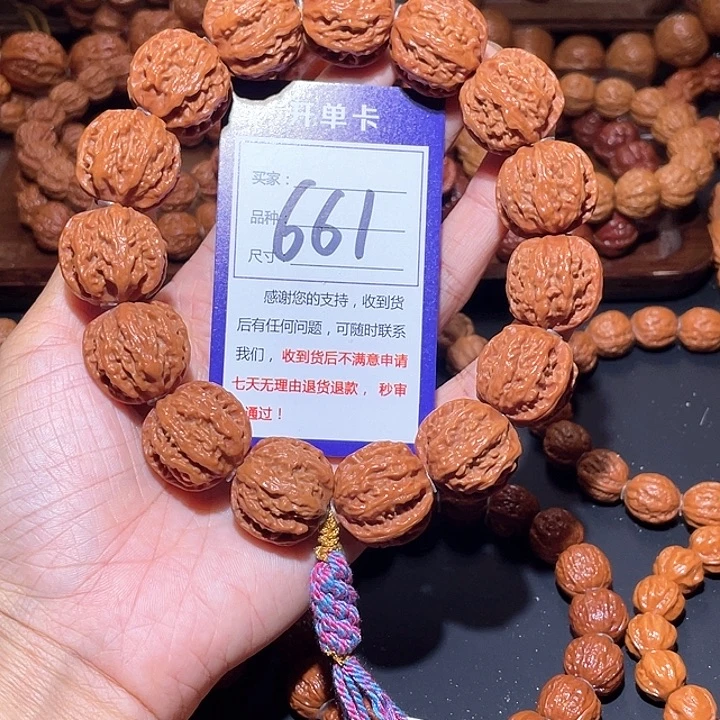 开单卡
买家：
品种
661
尺寸
感谢您的支持，收到货
后有任何问题，可随时联系
我们，收到货后不满意申请
七天无理由退货退款，秒审
通过！